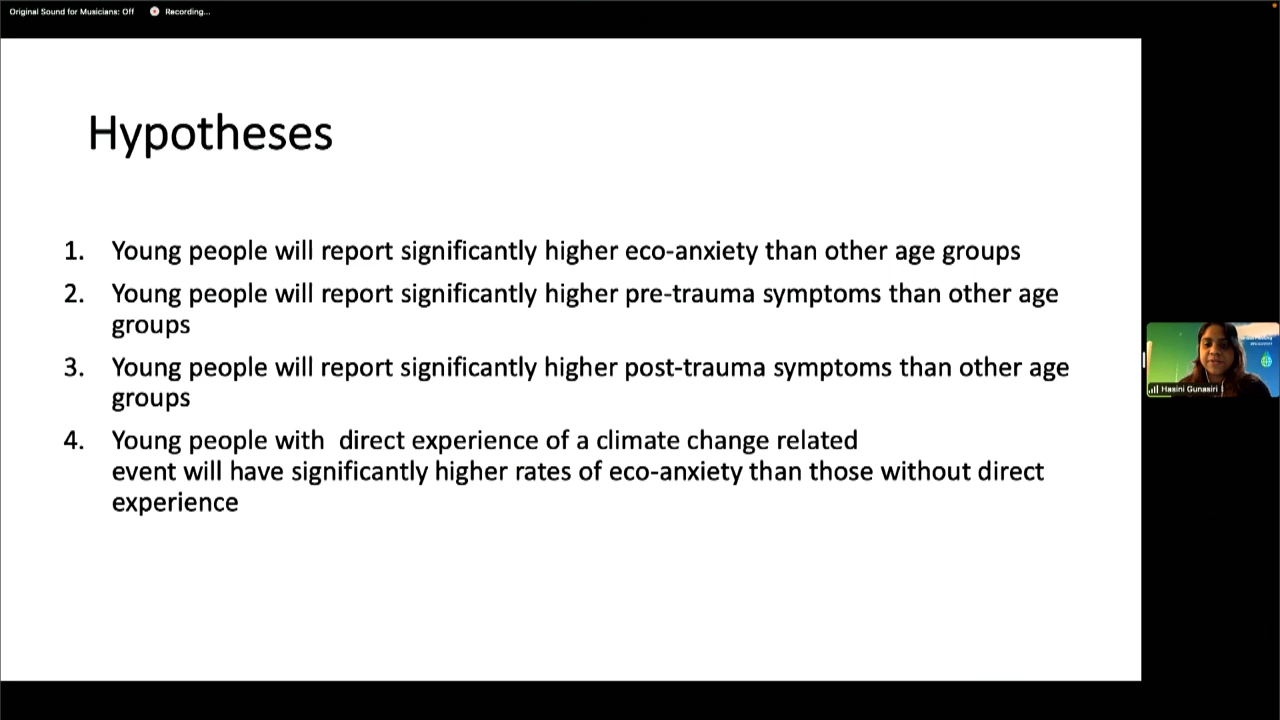 Original Sound for Musicians: Off
Recording...
Hypotheses
1. Young people will report significantly higher eco-anxiety than other age groups
2. Young people will report significantly higher pre-trauma symptoms than other age
groups
3. Young people will report significantly higher post-trauma symptoms than other age
groups
4. Young people with  direct experience of a climate change related
event will have significantly higher rates of eco-anxiety than those without direct
experience
Hasini Gunasiri